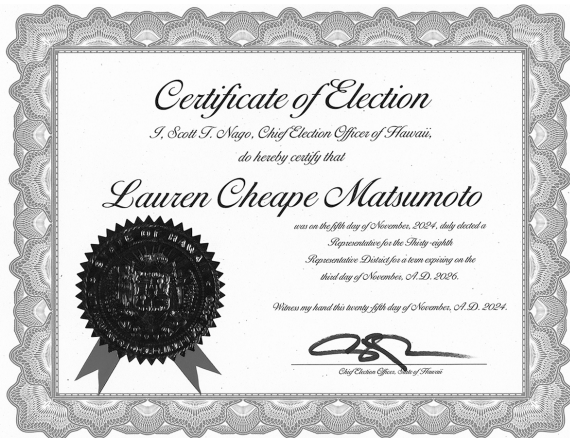 Certificate of Election
I, Scott T. Nago, Chief Election Officer of Hawaii,
do hereby certify that
Lauren Cheape Matsumoto
was on the fifth day of November, 2024, duly elected a
Representative for the Thirty-eighth
Representative District for a term expiring on the
third day of November, A.D. 2026.
Witness my hand this twenty-fifth day of November, A.D. 2024.
Chief Election Officer, State of Hawaii